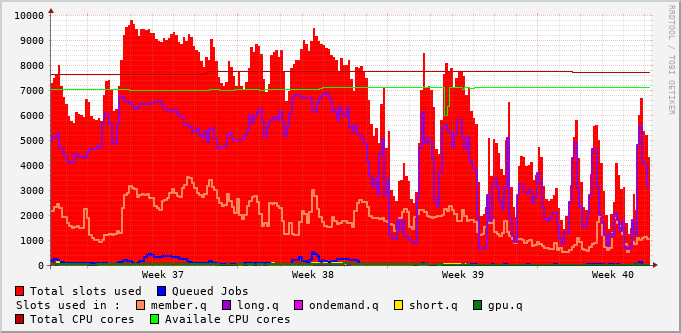 10000
9000
8000
7000
6000
5000
4000
3000
2000
1000
0
Week 37 Week 38 Week 39 Week 40
RRDTOOL / TOBI OETIKER
Total slots used Queued Jobs
Slots used in : member.q long.q ondemand.q short.q gpu.q
Total CPU cores Availale CPU cores